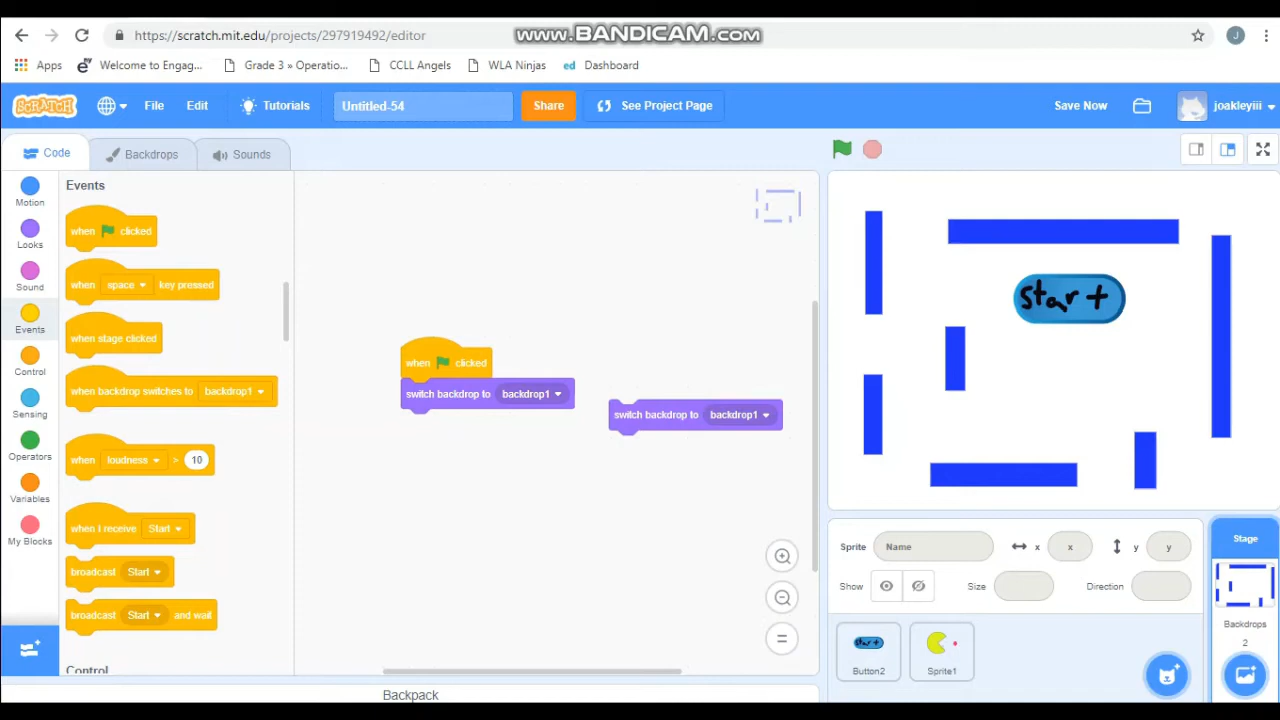 www.BANDICAM.com
https://scratch.mit.edu/projects/297919492/editor
J
Apps
ev Welcome to Engag...
Grade 3 » Operatio...
CCLL Angels
WLA Ninjas
ed Dashboard
SCRATCH
File
Edit
Tutorials
Untitled-54
Share
See Project Page
Save Now
joakleyiii
Code
Backdrops
Sounds
Motion
Looks
Sound
Events
Control
Sensing
Operators
Variables
My Blocks
Events
when clicked
when space key pressed
when stage clicked
when backdrop switches to backdrop1
when loudness > 10
when I receive Start
broadcast Start
broadcast Start and wait
Control
when clicked
switch backdrop to backdrop1
switch backdrop to backdrop1
=
Backpack
start
Sprite Name
x x
y y
Show
Size
Direction
Button2
Sprite1
Stage
Backdrops
2